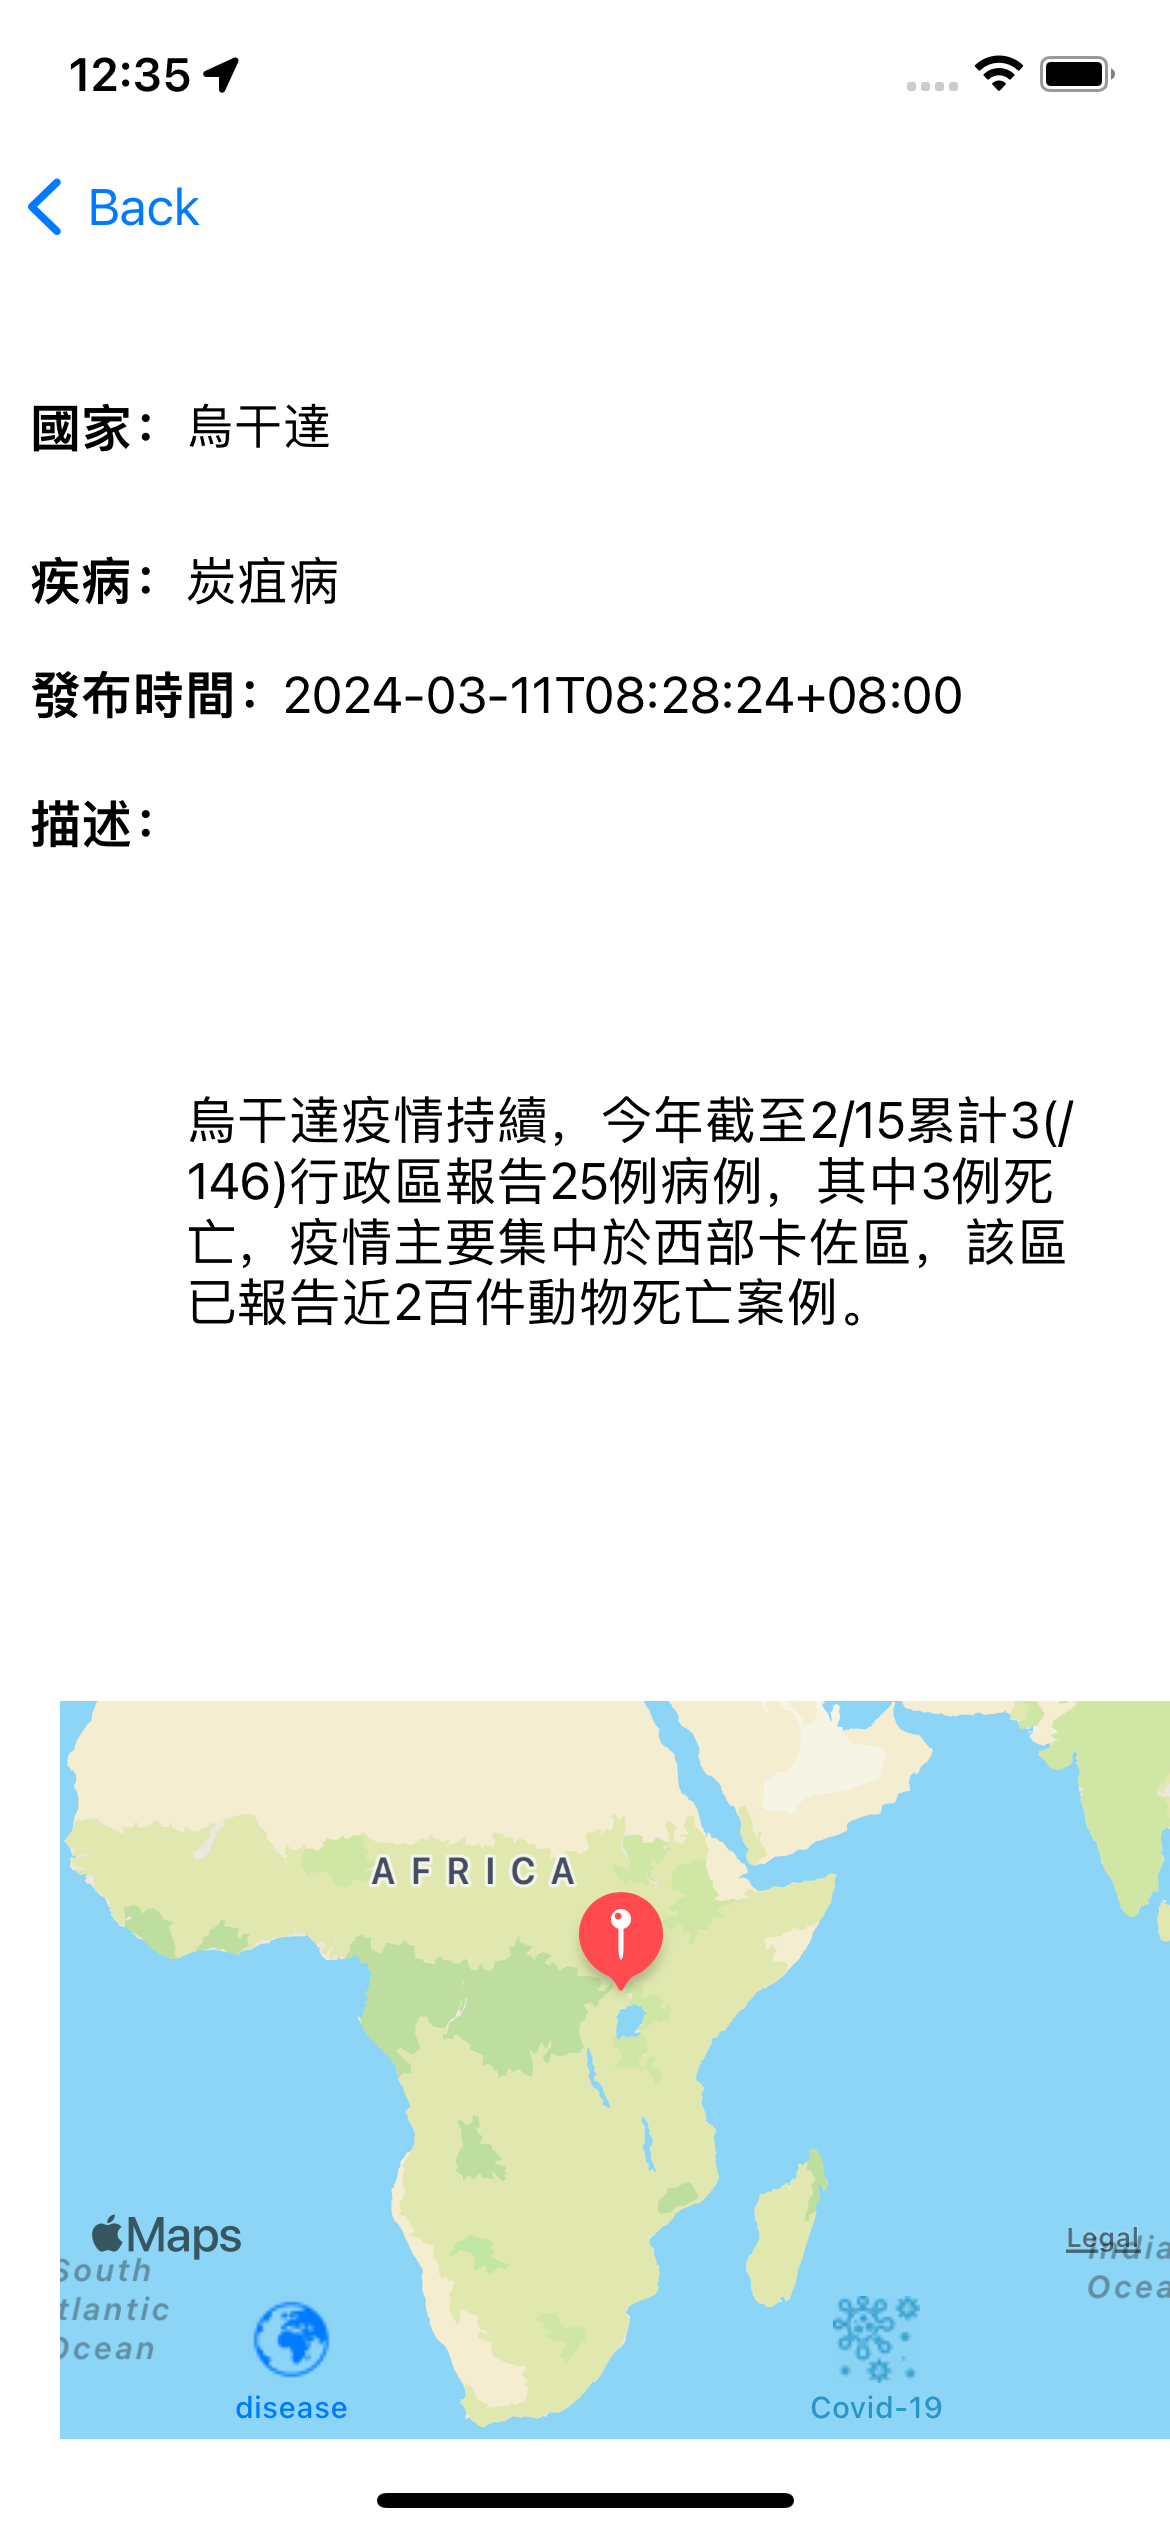 12:35
Back
國家：烏干達
疾病：炭疽病
發布時間：2024-03-11T08:28:24+08:00
描述：
烏干達疫情持續，今年截至2/15累計3(/
146)行政區報告25例病例，其中3例死
亡，疫情主要集中於西部卡佐區，該區
已報告近2百件動物死亡案例。
AFRICA
Maps
Legal
South
tlantic
Ocean
India
Ocea
disease
Covid-19